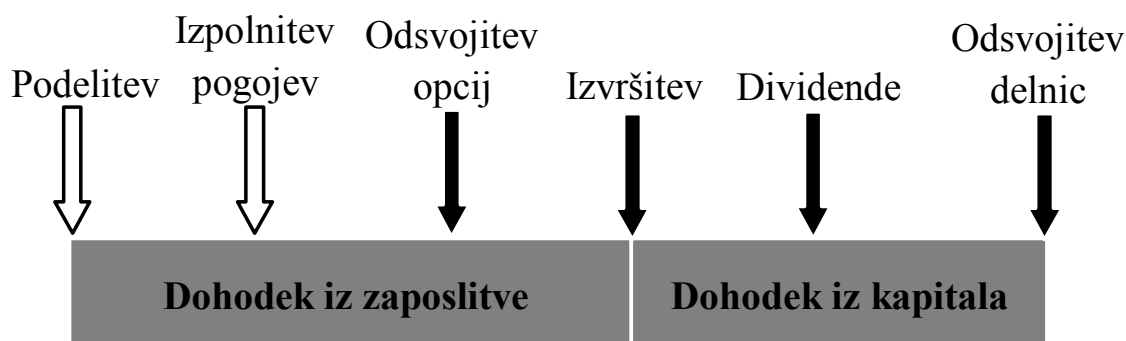 Podelitev
Izpolnitev
pogojev
Odsvojitev
opcij
Izvršitev
Dividende
Odsvojitev
delnic
Dohodek iz zaposlitve
Dohodek iz kapitala